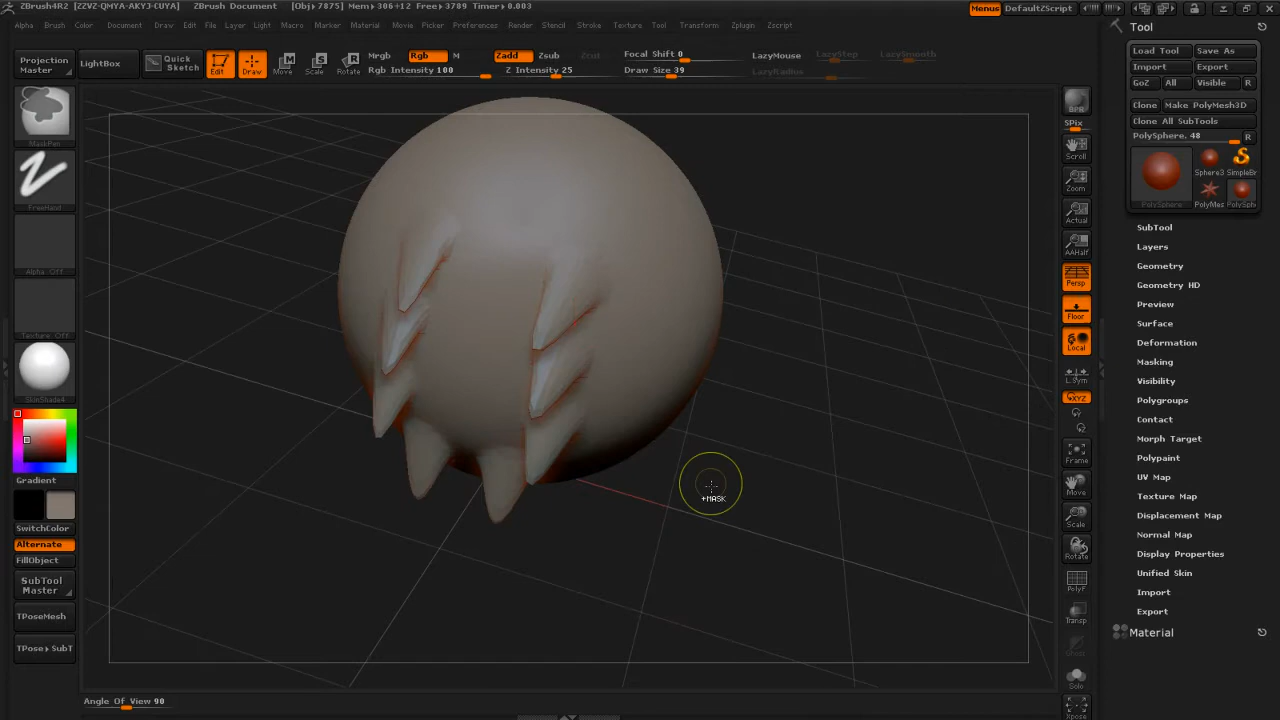 ZBrush4R2 [ZZVZ-QMYA-AKYJ-CUYA] ZBrush Document [Obj▸7875] Mem▸306+12 Free▸3789 Timer▸0.003 Menus DefaultZScript
Alpha Brush Color Document Draw Edit File Layer Light Macro Marker Material Movie Picker Preferences Render Stencil Stroke Texture Tool Transform Zplugin Zscript
Projection Master
LightBox
Quick Sketch
Edit
Draw
Move
Scale
Rotate
Mrgb Rgb M
Rgb Intensity 100
Zadd Zsub Zcut
Z Intensity 25
Focal Shift 0
Draw Size 39
LazyMouse LazyStep LazySmooth
LazyRadius
MaskPen
FreeHand
Alpha Off
Texture Off
SkinShade4
Gradient
SwitchColor
Alternate
FillObject
SubTool Master
TPoseMesh
TPose▸SubT
+MASK
Angle Of View 90
BPR
SPix
Scroll
Zoom
Actual
AAHalf
Persp
Floor
Local
L.Sym
XYZ
Frame
Move
Scale
Rotate
PolyF
Transp
Ghost
Solo
Xpose
Tool
Load Tool Save As
Import Export
GoZ All Visible R
Clone Make PolyMesh3D
Clone All SubTools
PolySphere. 48 R
PolySphere
Sphere3
SimpleBr
PolyMes
PolySph
SubTool
Layers
Geometry
Geometry HD
Preview
Surface
Deformation
Masking
Visibility
Polygroups
Contact
Morph Target
Polypaint
UV Map
Texture Map
Displacement Map
Normal Map
Display Properties
Unified Skin
Import
Export
Material